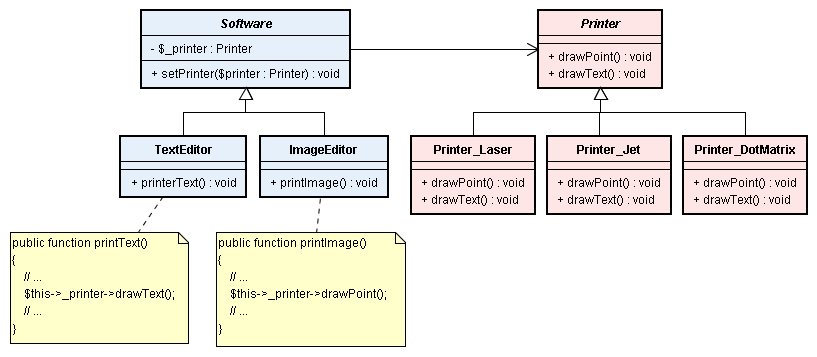 Software
- $_printer : Printer
+ setPrinter($printer : Printer) : void
Printer
+ drawPoint() : void
+ drawText() : void
TextEditor
+ printerText() : void
ImageEditor
+ printImage() : void
Printer_Laser
+ drawPoint() : void
+ drawText() : void
Printer_Jet
+ drawPoint() : void
+ drawText() : void
Printer_DotMatrix
+ drawPoint() : void
+ drawText() : void
public function printText()
{
// ...
$this->_printer->drawText();
// ...
}
public function printImage()
{
// ...
$this->_printer->drawPoint();
// ...
}